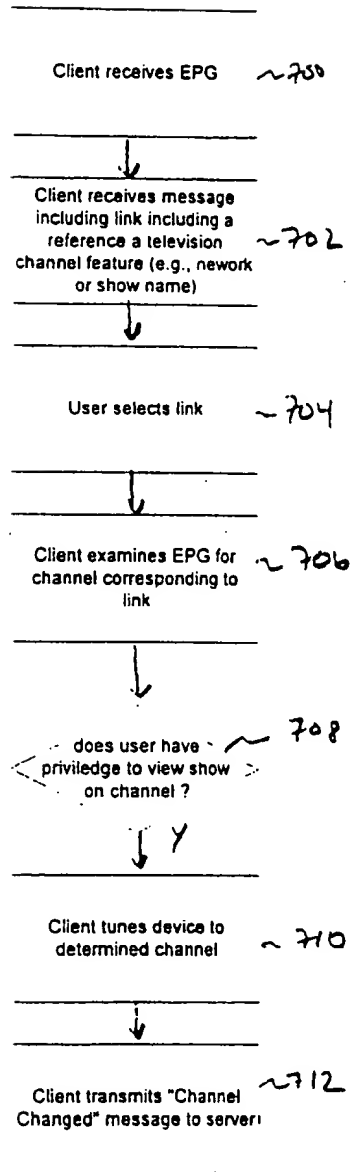 Client receives EPG ~700
Client receives message
including link including a
reference a television ~702
channel feature (e.g., nework
or show name)
User selects link ~704
Client examines EPG for ~706
channel corresponding to
link
does user have 708
priviledge to view show
on channel ?
Y
Client tunes device to
determined channel ~710
Client transmits "Channel ~712
Changed" message to server